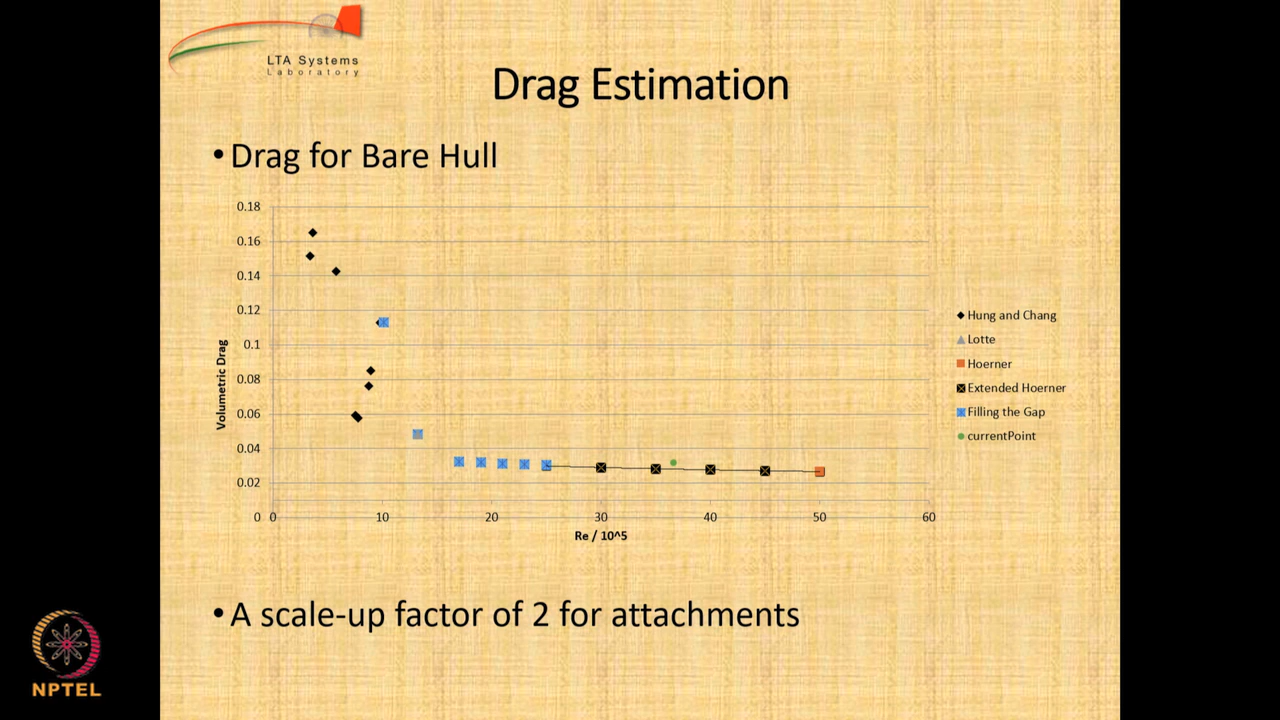 LTA Systems
Laboratory
Drag Estimation
•Drag for Bare Hull
0.18
0.16
0.14
0.12
0.1
0.08
0.06
0.04
0.02
0
Volumetric Drag
0 10 20 30 40 50 60
Re / 10^5
Hung and Chang
Lotte
Hoerner
Extended Hoerner
Filling the Gap
currentPoint
•A scale-up factor of 2 for attachments
NPTEL